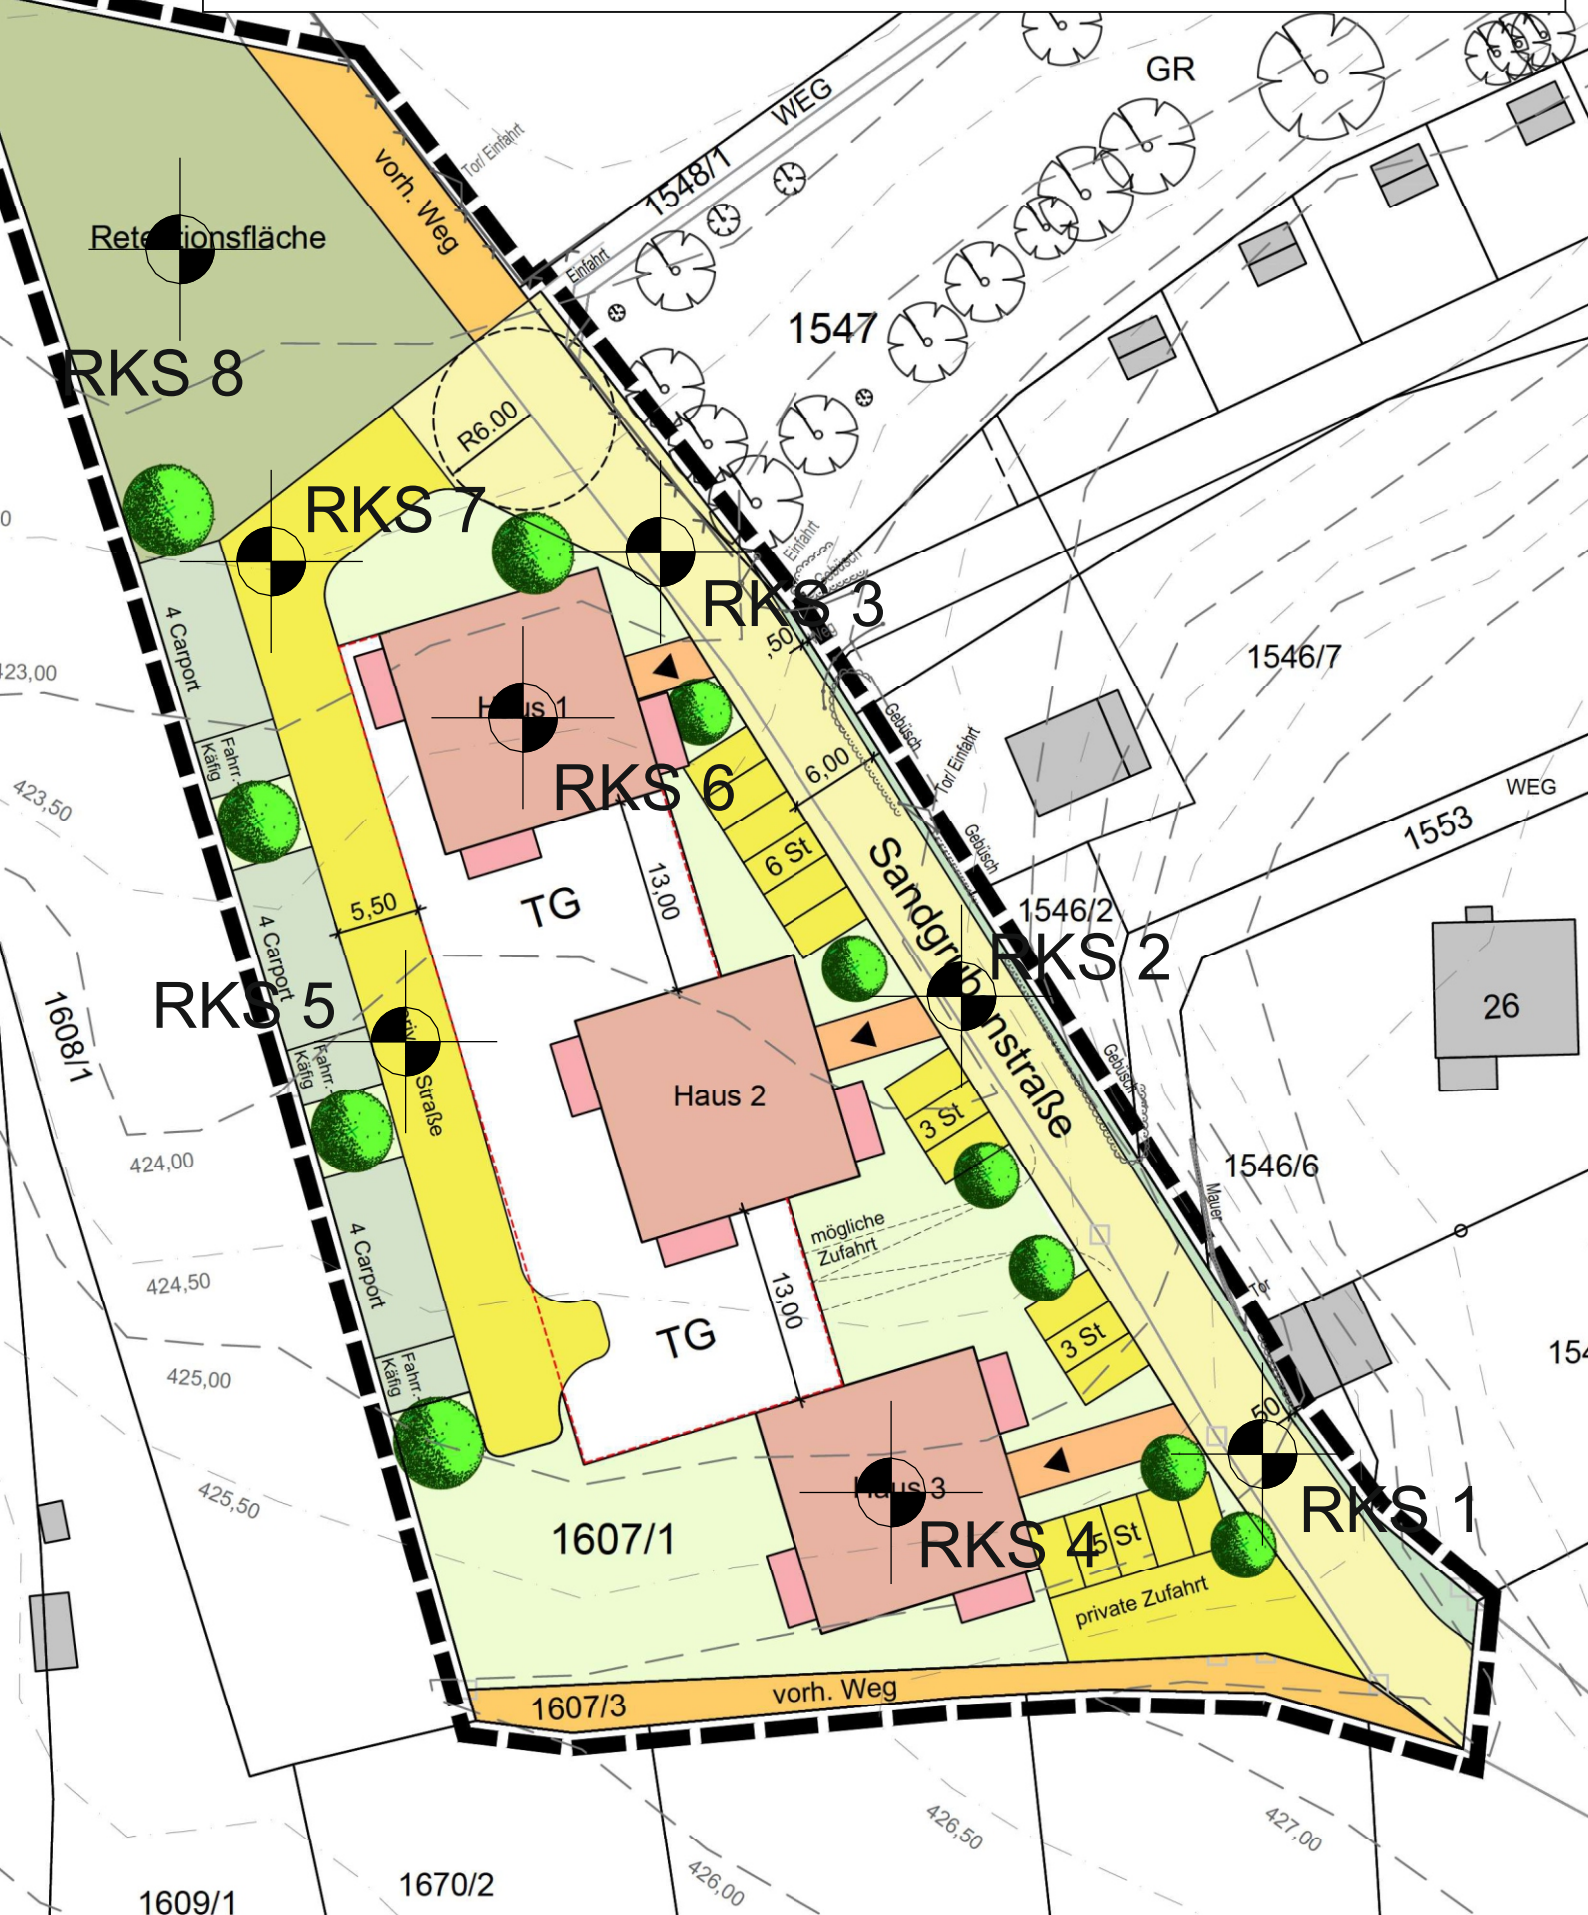 GR
WEG
Tor/ Einfahrt
vorh. Weg
1548/1
Einfahrt
Retentionsfläche
1547
RKS 8
R6.00
RKS 7
Einfahrt
Gebüsch
RKS 3
,50
4 Carport
1546/7
423,00
Haus 1
Gebüsch
Fahrr.
Käfig
Tor/ Einfahrt
6,00
RKS 6
WEG
423,50
1553
Gebüsch
6 St
13,00
TG
5,50
1546/2
4 Carport
Sandgrubenstraße
RKS 2
RKS 5
26
1608/1
priv. Straße
Fahrr.
Käfig
Gebüsch
Haus 2
3 St
424,00
1546/6
Mauer
mögliche
Zufahrt
4 Carport
424,50
13,00
Tor
TG
3 St
154
425,00
Fahrr.
Käfig
50
425,50
Haus 3
RKS 1
1607/1
RKS 4
5 St
private Zufahrt
vorh. Weg
1607/3
426,50
427,00
426,00
1670/2
1609/1